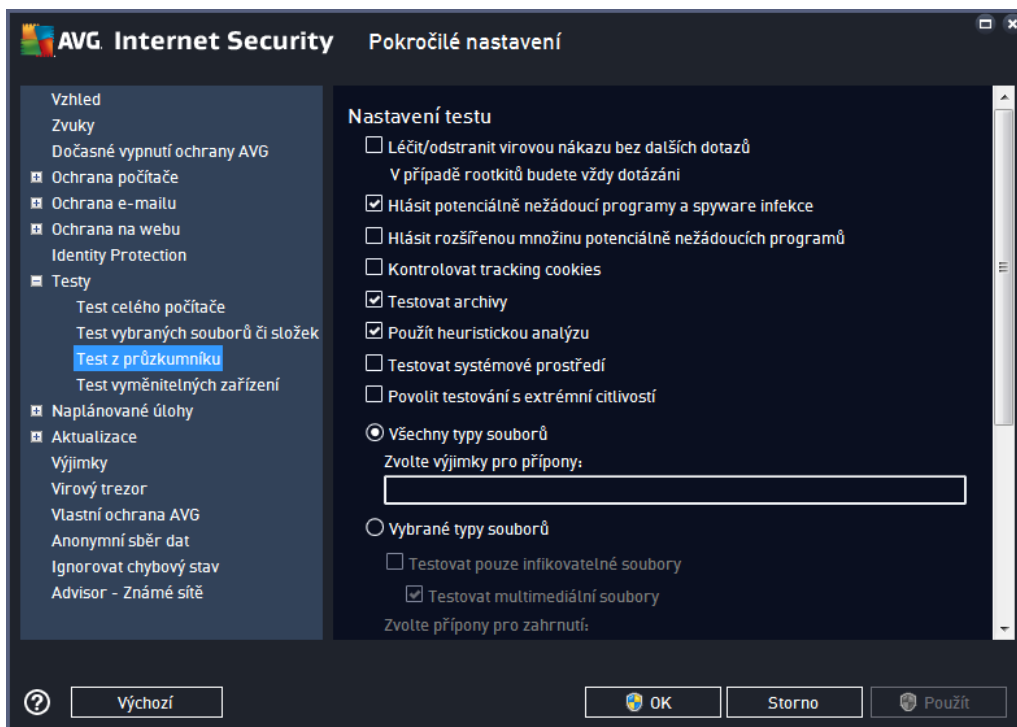 AVG. Internet Security Pokročilé nastavení
Vzhled
Zvuky
Dočasné vypnutí ochrany AVG
Ochrana počítače
Ochrana e-mailu
Ochrana na webu
Identity Protection
Testy
Test celého počítače
Test vybraných souborů či složek
Test z průzkumníku
Test vyměnitelných zařízení
Naplánované úlohy
Aktualizace
Výjimky
Virový trezor
Vlastní ochrana AVG
Anonymní sběr dat
Ignorovat chybový stav
Advisor - Známé sítě
Nastavení testu
Léčit/odstranit virovou nákazu bez dalších dotazů
V případě rootkitů budete vždy dotázáni
Hlásit potenciálně nežádoucí programy a spyware infekce
Hlásit rozšířenou množinu potenciálně nežádoucích programů
Kontrolovat tracking cookies
Testovat archivy
Použít heuristickou analýzu
Testovat systémové prostředí
Povolit testování s extrémní citlivostí
Všechny typy souborů
Zvolte výjimky pro přípony:
Vybrané typy souborů
Testovat pouze infikovatelné soubory
Testovat multimediální soubory
Zvolte přípony pro zahrnutí:
Výchozí
OK
Storno
Použít